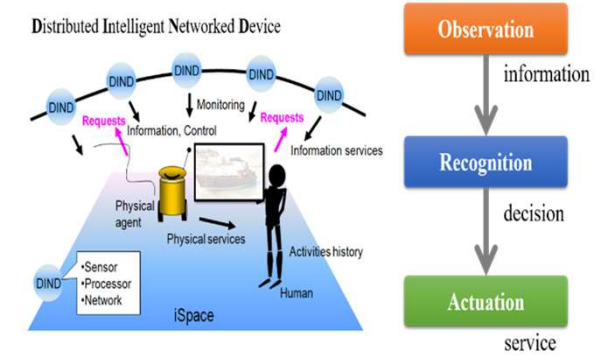 Distributed Intelligent Networked Device
DIND
DIND
DIND
DIND
DIND
Monitoring
Requests
Requests
Information, Control
Information services
Physical
agent
Physical services
Activities history
Human
DIND
•Sensor
•Processor
•Network
iSpace
Observation
information
Recognition
decision
Actuation
service